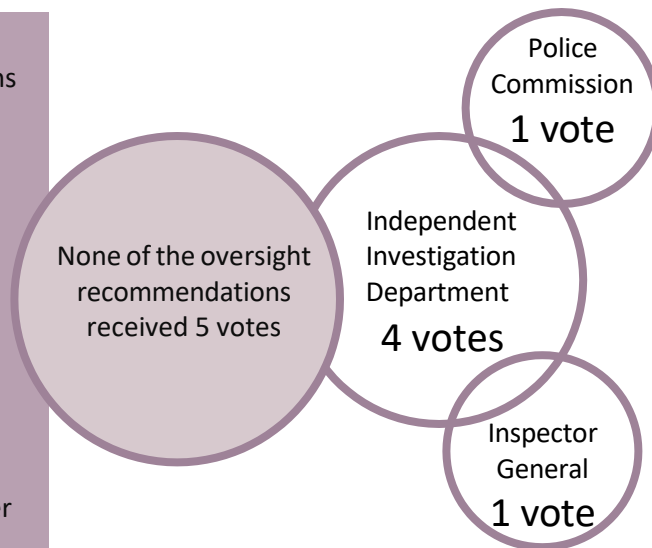 Police
Commission
1 vote
None of the oversight
recommendations
received 5 votes
Independent
Investigation
Department
4 votes
Inspector
General
1 vote